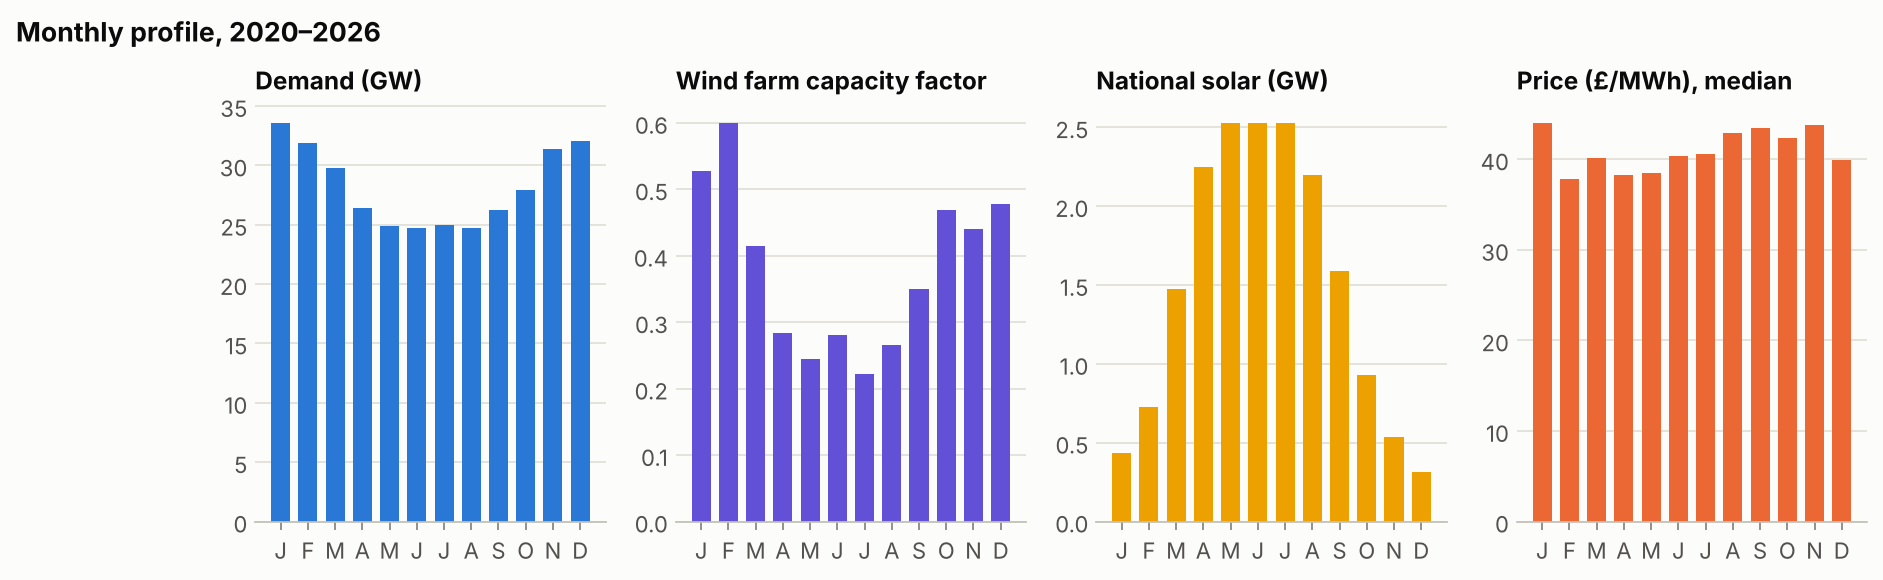 Monthly profile, 2020–2026
Demand (GW)
35
30
25
20
15
10
5
0
J F M A M J J A S O N D
Wind farm capacity factor
0.6
0.5
0.4
0.3
0.2
0.1
0.0
J F M A M J J A S O N D
National solar (GW)
2.5
2.0
1.5
1.0
0.5
0.0
J F M A M J J A S O N D
Price (£/MWh), median
40
30
20
10
0
J F M A M J J A S O N D